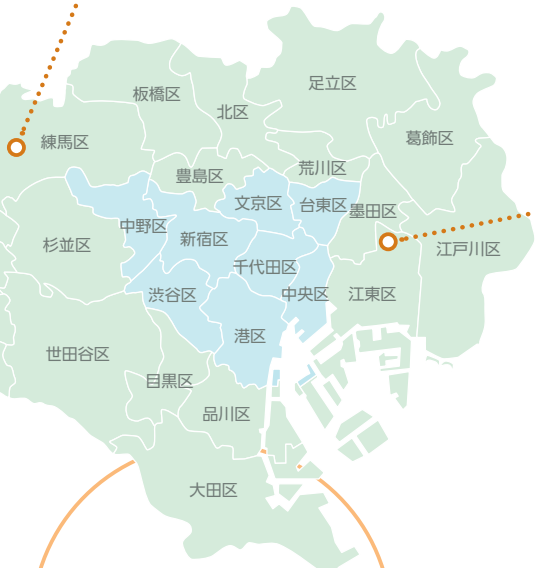 足立区
板橋区
北区
葛飾区
練馬区
荒川区
豊島区
文京区
台東区
墨田区
中野区
新宿区
杉並区
江戸川区
千代田区
渋谷区
中央区
江東区
港区
世田谷区
目黒区
品川区
大田区